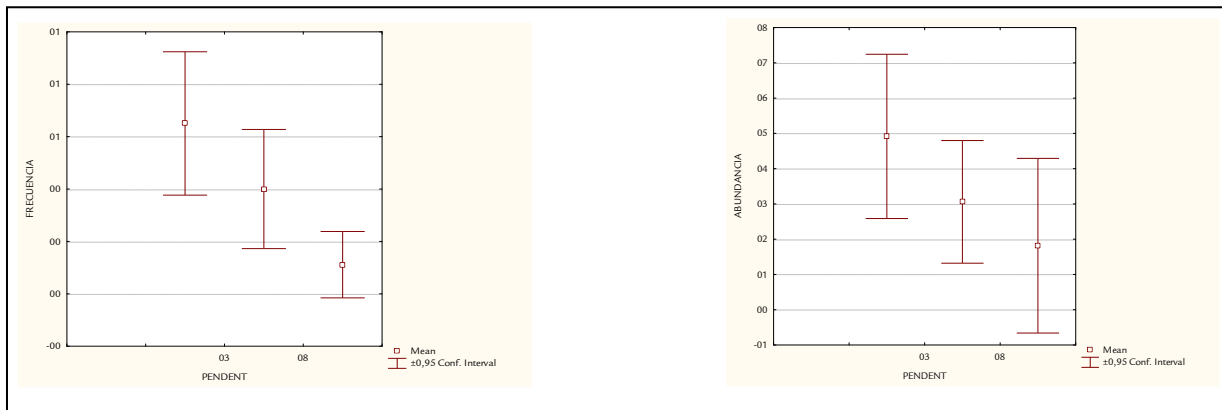 01
01
01
00
00
00
-00
FRECUENCIA
03 08
PENDENT
Mean
±0,95 Conf. Interval
08
07
06
05
04
03
02
01
00
-01
ABUNDANCIA
03 08
PENDENT
Mean
±0,95 Conf. Interval